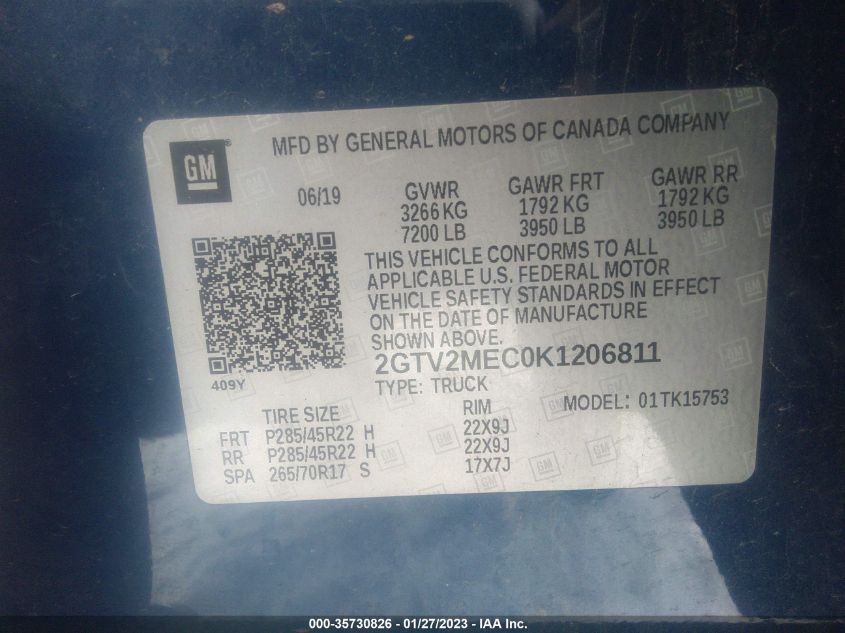 GM
MFD BY GENERAL MOTORS OF CANADA COMPANY
06/19
GVWR GAWR FRT GAWR RR
3266 KG 1792 KG 1792 KG
7200 LB 3950 LB 3950 LB
THIS VEHICLE CONFORMS TO ALL
APPLICABLE U.S. FEDERAL MOTOR
VEHICLE SAFETY STANDARDS IN EFFECT
ON THE DATE OF MANUFACTURE
SHOWN ABOVE.
2GTV2MEC0K1206811
409Y
TYPE: TRUCK MODEL: 01TK15753
TIRE SIZE RIM
FRT P285/45R22 H 22X9J
RR P285/45R22 H 22X9J
SPA 265/70R17 S 17X7J
000-35730826 - 01/27/2023 - IAA Inc.